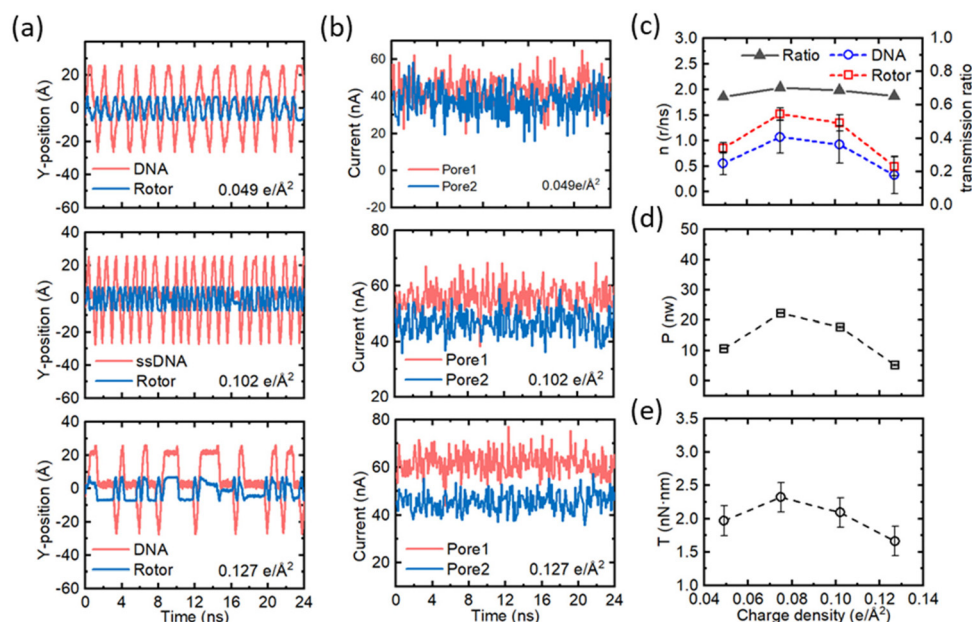 (a)
Y-position (Å)
60
40
20
0
-20
-40
-60
DNA
Rotor 0.049 e/Å²
Y-position (Å)
60
40
20
0
-20
-40
-60
ssDNA
Rotor 0.102 e/Å²
Y-position (Å)
60
40
20
0
-20
-40
-60
DNA
Rotor 0.127 e/Å²
0 4 8 12 16 20 24
Time (ns)
(b)
Current (nA)
80
60
40
20
0
-20
Pore1
Pore2 0.049e/Å²
Current (nA)
80
60
40
20
Pore1
Pore2 0.102 e/Å²
Current (nA)
80
60
40
20
0
Pore1
Pore2 0.127 e/Å²
0 4 8 12 16 20 24
Time (ns)
(c)
n (r/ns)
3.0
2.5
2.0
1.5
1.0
0.5
0.0
Ratio DNA
Rotor
1.0
0.8
0.6
0.4
0.2
0.0
transmission ratio
(d)
P (nw)
50
40
30
20
10
0
(e)
T (nN·nm)
3.5
3.0
2.5
2.0
1.5
1.0
0.04 0.06 0.08 0.10 0.12 0.14
Charge density (e/Å²)